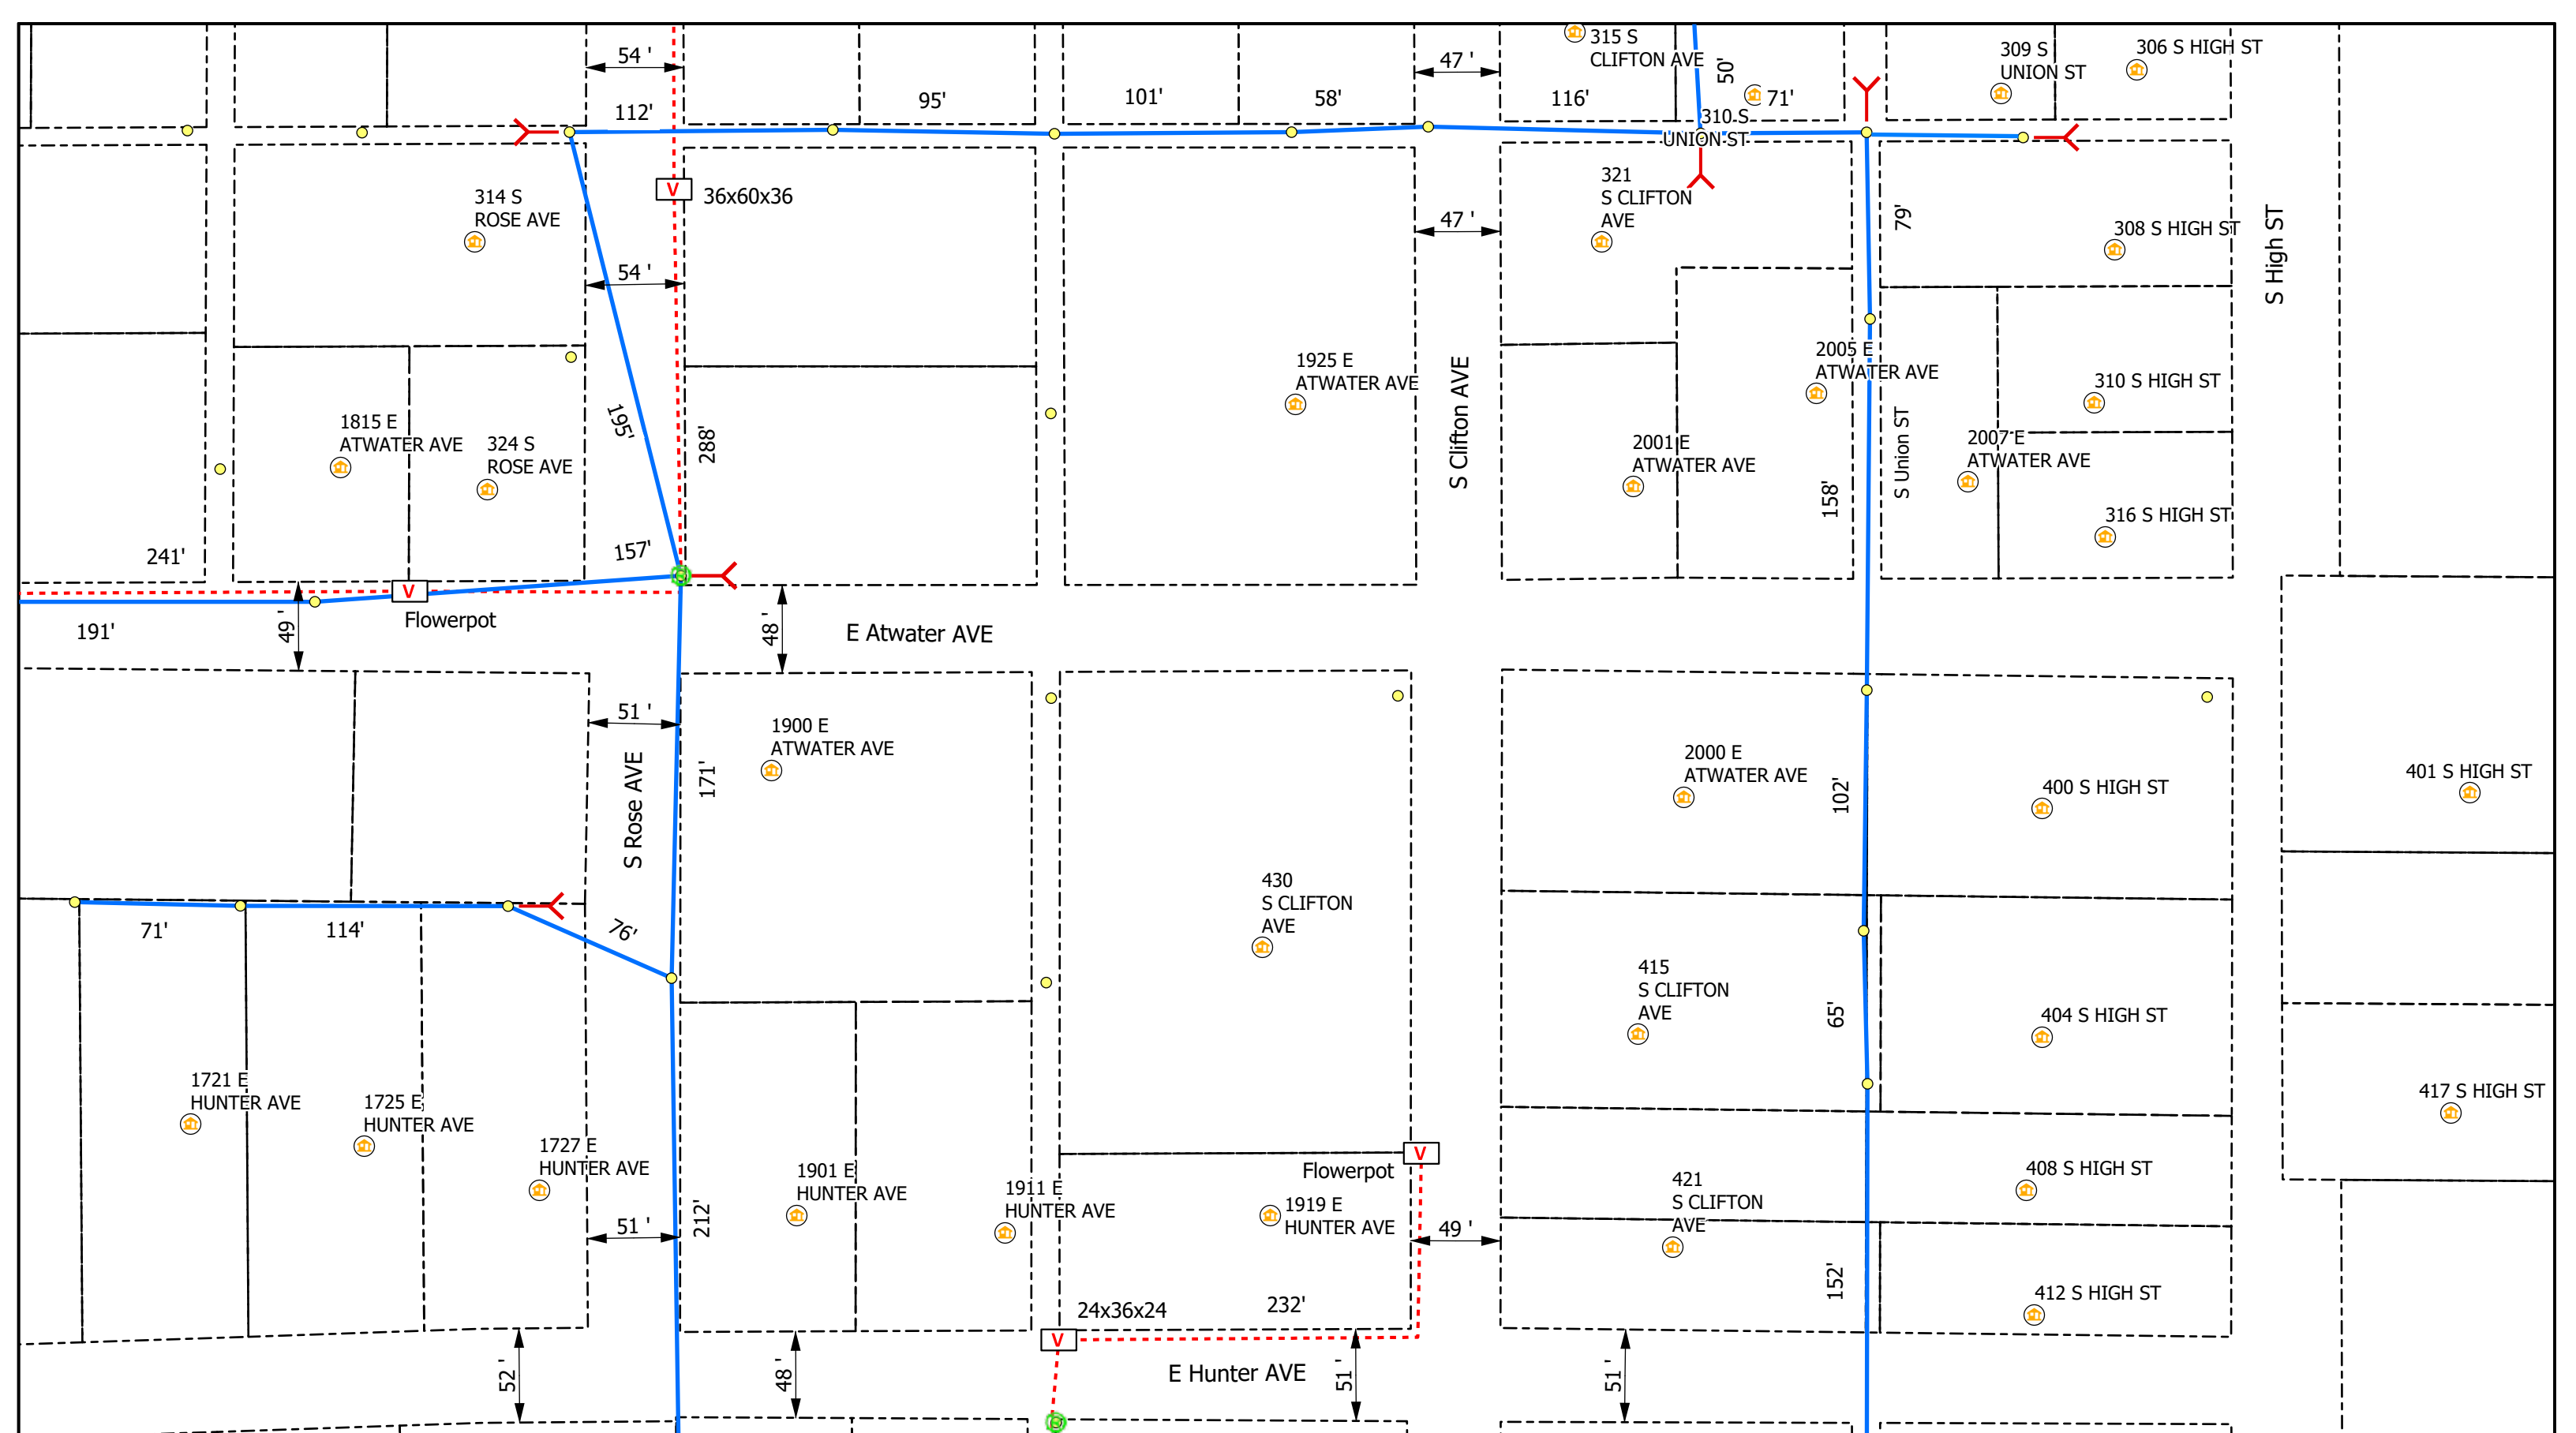 54 '
47 '
315 S
CLIFTON AVE
50'
309 S
UNION ST
306 S HIGH ST
112'
95'
101'
58'
116'
71'
310 S
UNION ST
V
36x60x36
314 S
ROSE AVE
54 '
47 '
321
S CLIFTON
AVE
79'
308 S HIGH ST
S High ST
1815 E
ATWATER AVE
324 S
ROSE AVE
195'
288'
1925 E
ATWATER AVE
S Clifton AVE
2001 E
ATWATER AVE
2005 E
ATWATER AVE
158'
S Union ST
2007 E
ATWATER AVE
310 S HIGH ST
316 S HIGH ST
241'
157'
V
Flowerpot
191'
49 '
48 '
E Atwater AVE
51 '
S Rose AVE
171'
1900 E
ATWATER AVE
2000 E
ATWATER AVE
102'
400 S HIGH ST
401 S HIGH ST
71'
114'
76'
430
S CLIFTON
AVE
415
S CLIFTON
AVE
65'
404 S HIGH ST
417 S HIGH ST
1721 E
HUNTER AVE
1725 E
HUNTER AVE
1727 E
HUNTER AVE
51 '
212'
1901 E
HUNTER AVE
1911 E
HUNTER AVE
V
Flowerpot
1919 E
HUNTER AVE
49 '
421
S CLIFTON
AVE
408 S HIGH ST
152'
412 S HIGH ST
24x36x24
232'
V
52 '
48 '
E Hunter AVE
51 '
51 '